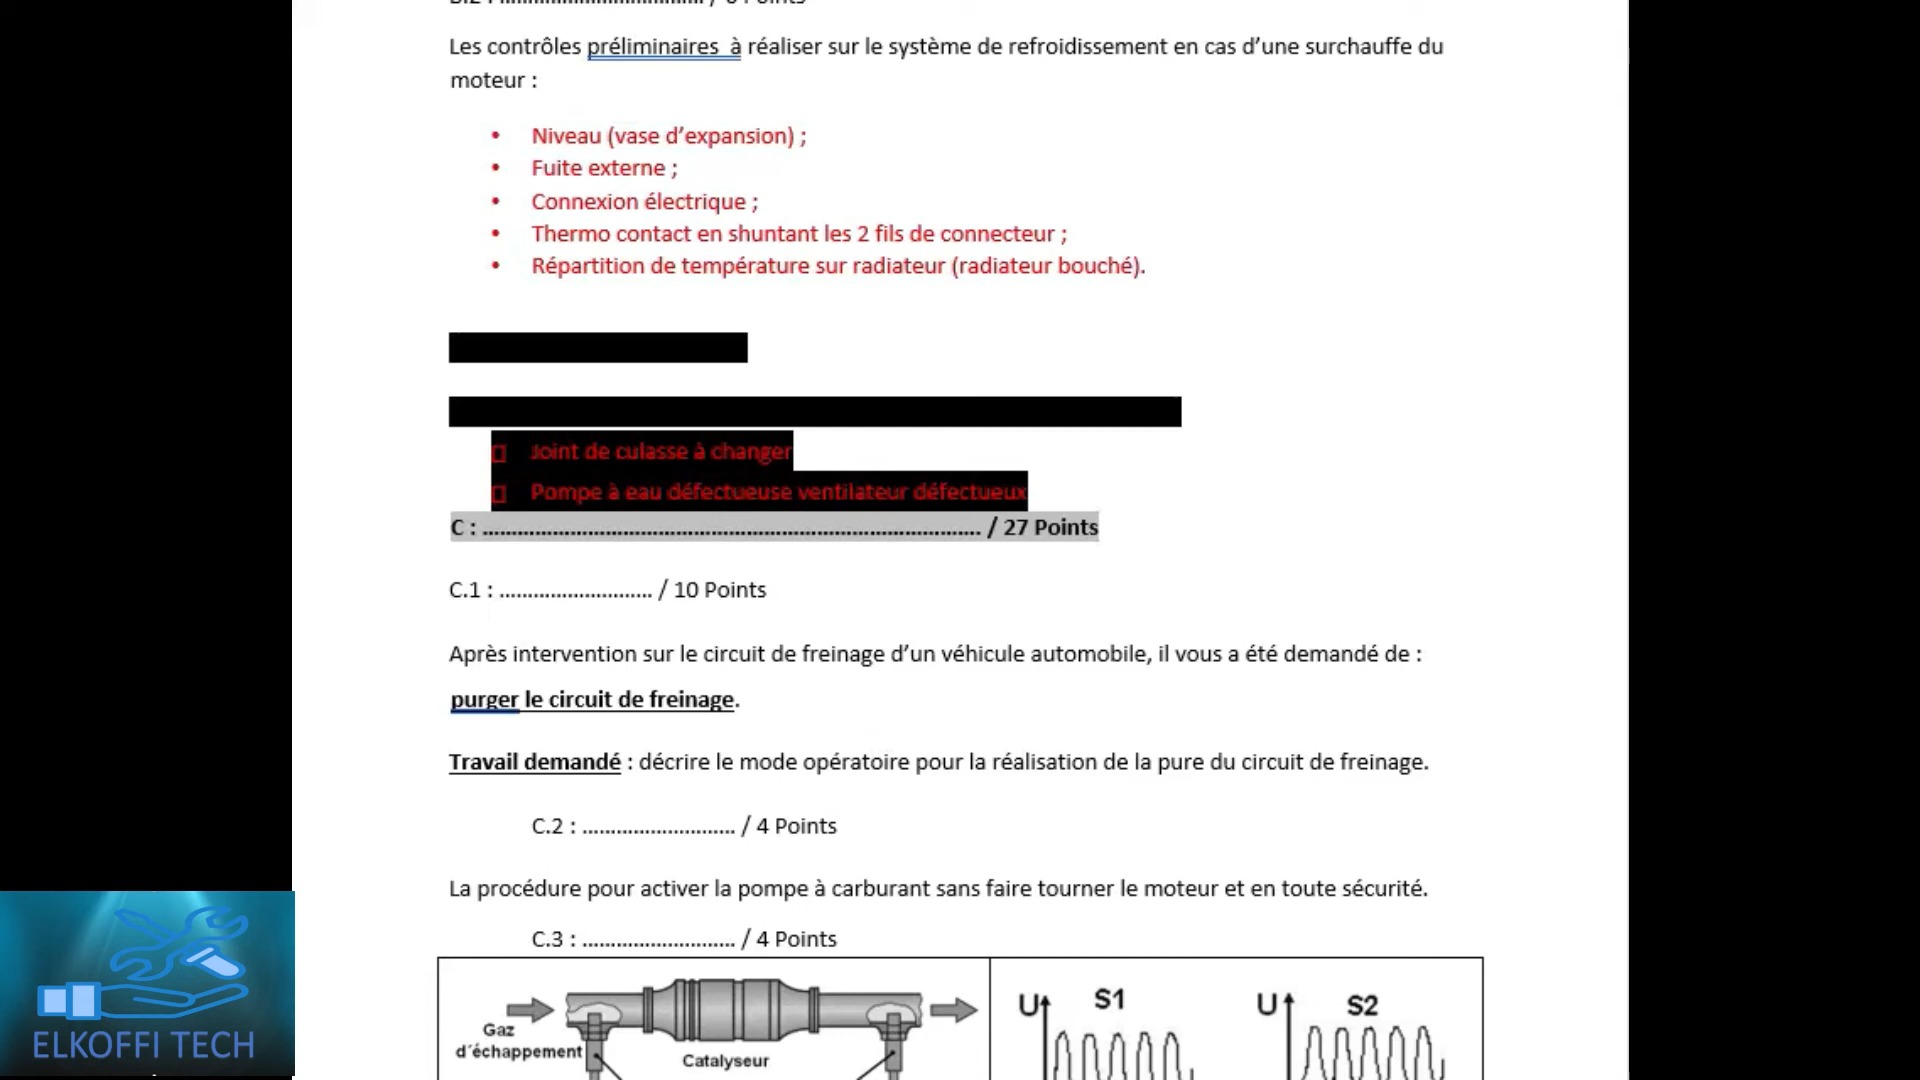 Les contrôles préliminaires à réaliser sur le système de refroidissement en cas d’une surchauffe du
moteur :
• Niveau (vase d’expansion) ;
• Fuite externe ;
• Connexion électrique ;
• Thermo contact en shuntant les 2 fils de connecteur ;
• Répartition de température sur radiateur (radiateur bouché).
Joint de culasse à changer
Pompe à eau défectueuse ventilateur défectueux
C : ……………………………………………………………………………. / 27 Points
C.1 : ……………………… / 10 Points
Après intervention sur le circuit de freinage d’un véhicule automobile, il vous a été demandé de :
purger le circuit de freinage.
Travail demandé : décrire le mode opératoire pour la réalisation de la pure du circuit de freinage.
C.2 : ……………………… / 4 Points
La procédure pour activer la pompe à carburant sans faire tourner le moteur et en toute sécurité.
C.3 : ……………………… / 4 Points
Gaz
d'échappement
Catalyseur
U S1
U S2
ELKOFFI TECH